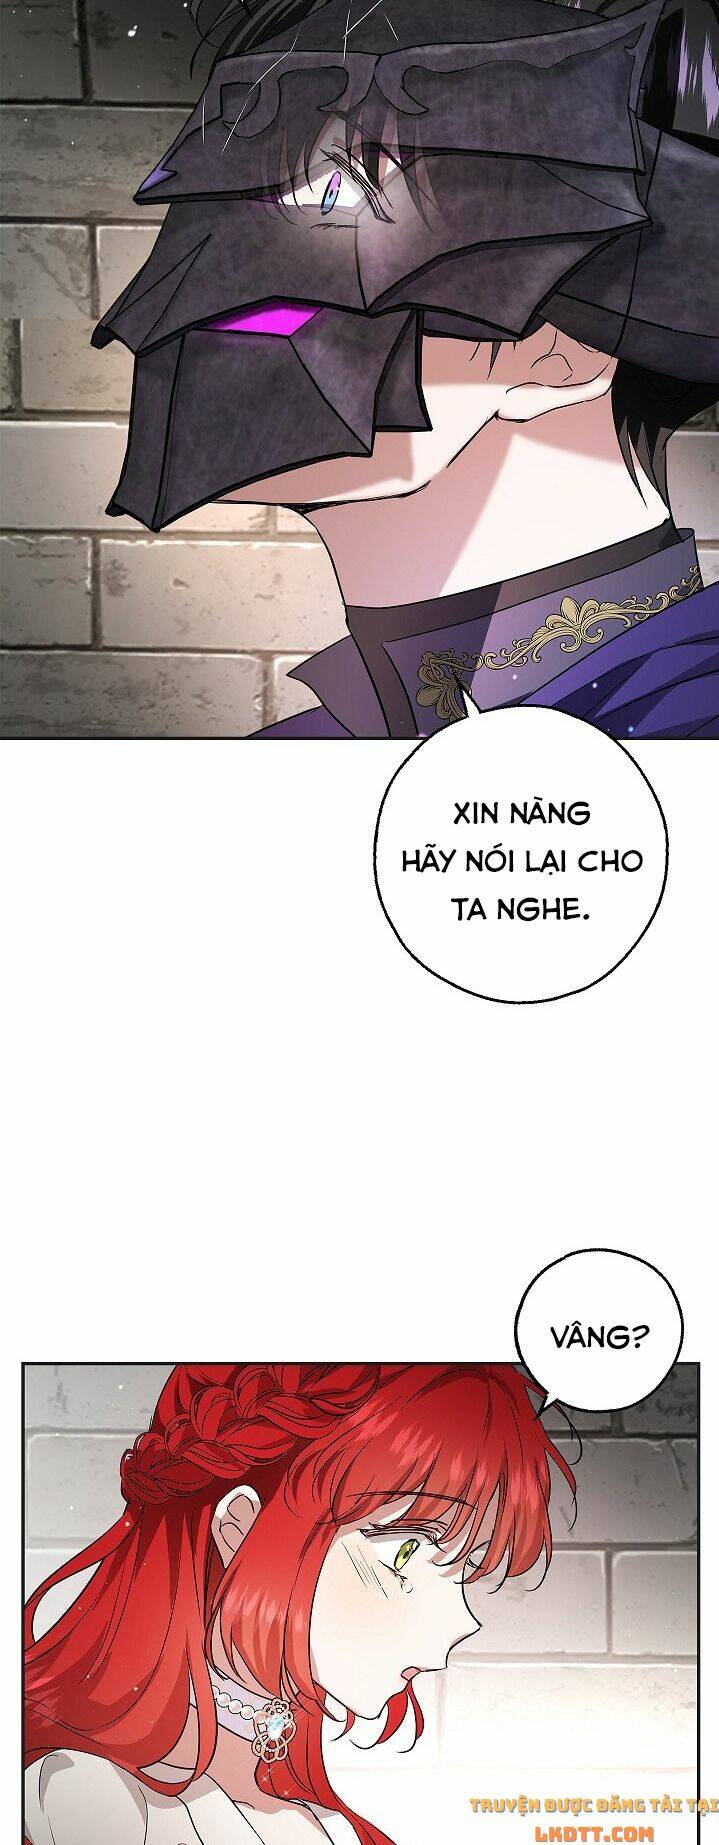 XIN NÀNG
HÃY NÓI LẠI CHO
TA NGHE.
VÂNG?
TRUYỆN ĐƯỢC ĐĂNG TẢI TẠI
LKDTT.COM